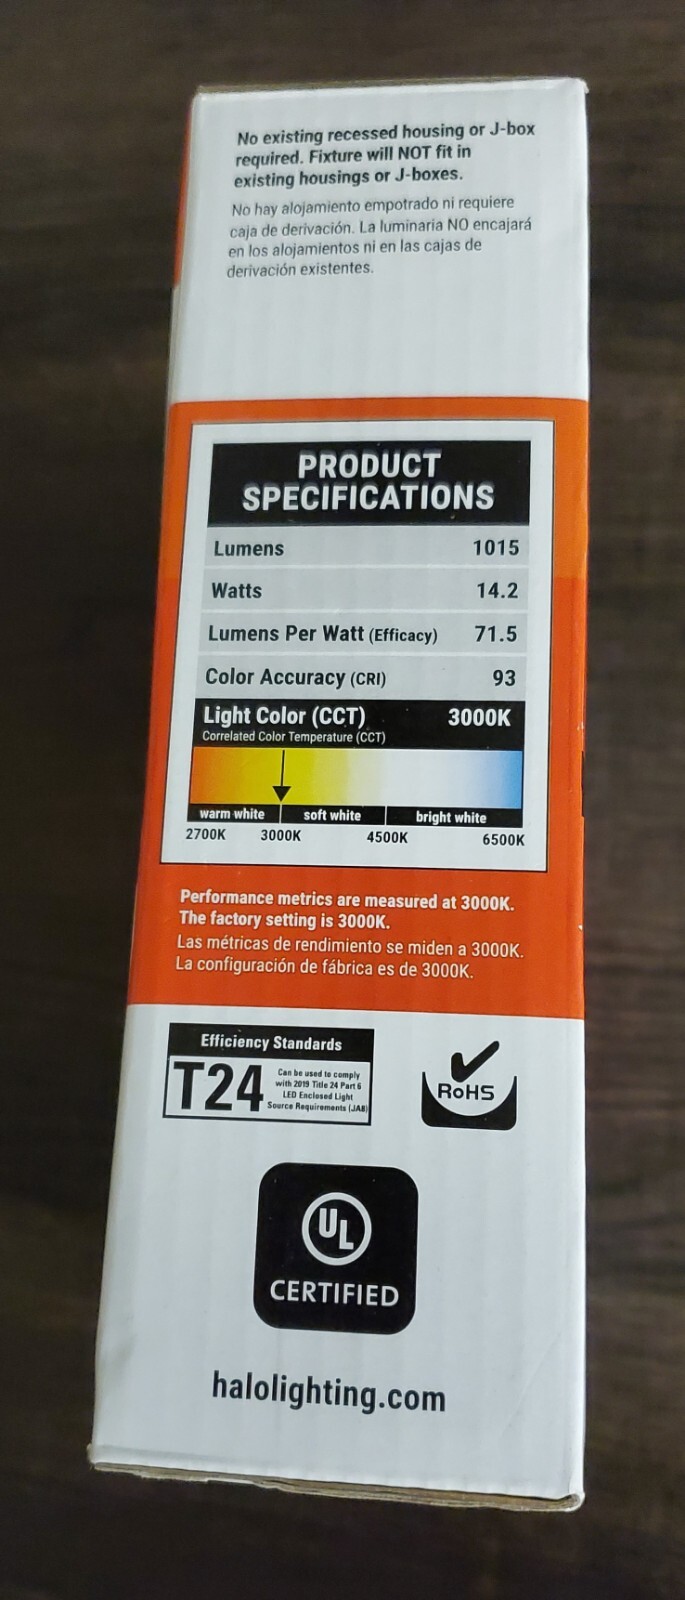 No existing recessed housing or J-box
required. Fixture will NOT fit in
existing housings or J-boxes.
No hay alojamiento empotrado ni requiere
caja de derivación. La luminaria NO encajará
en los alojamientos ni en las cajas de
derivación existentes.
PRODUCT
SPECIFICATIONS
Lumens 1015
Watts 14.2
Lumens Per Watt (Efficacy) 71.5
Color Accuracy (CRI) 93
Light Color (CCT) 3000K
Correlated Color Temperature (CCT)
warm white soft white bright white
2700K 3000K 4500K 6500K
Performance metrics are measured at 3000K.
The factory setting is 3000K.
Las métricas de rendimiento se miden a 3000K.
La configuración de fábrica es de 3000K.
Efficiency Standards
T24
Can be used to comply
with 2019 Title 24 Part 6
LED Enclosed Light
Source Requirements (JA8)
RoHS
UL
CERTIFIED
halolighting.com